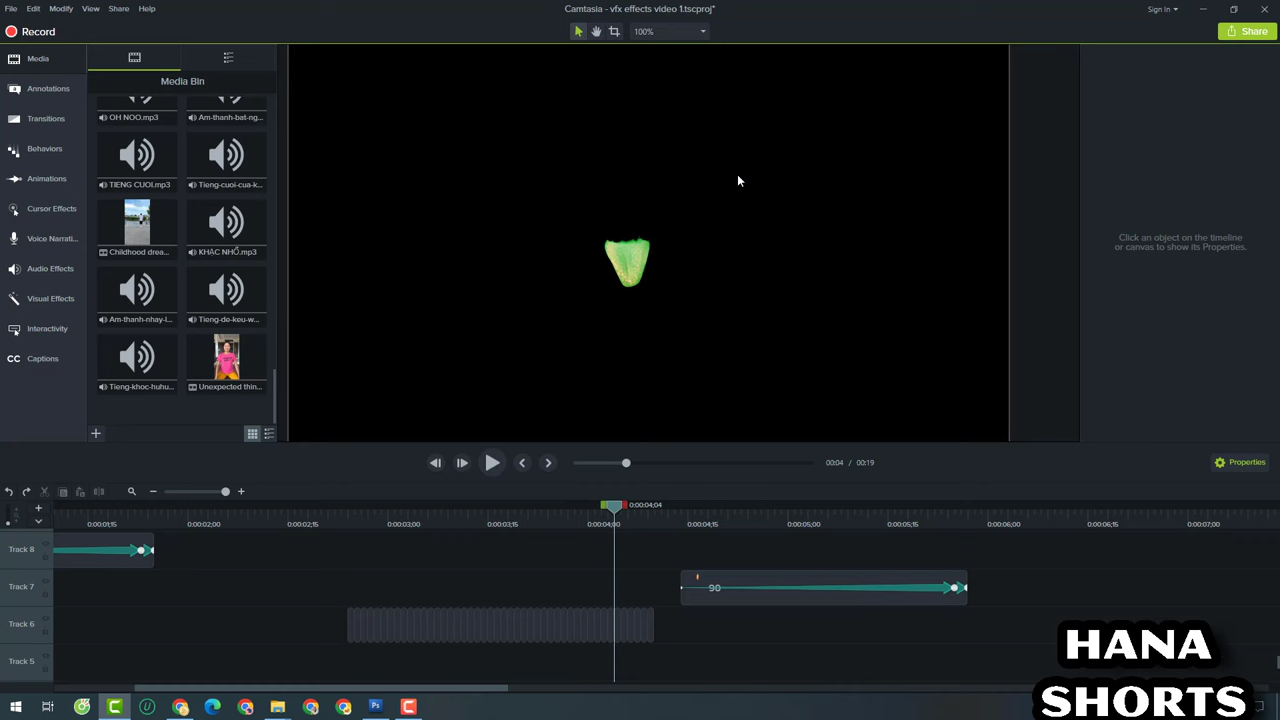 File Edit Modify View Share Help
Camtasia - vfx effects video 1.tscproj*
Sign In
Record
100%
Share
Media
Annotations
Transitions
Behaviors
Animations
Cursor Effects
Voice Narrati...
Audio Effects
Visual Effects
Interactivity
CC Captions
Media Bin
OH NOO.mp3
Am-thanh-bat-ng...
TIENG CUOI.mp3
Tieng-cuoi-cua-k...
Childhood drea...
KHẠC NHỔ.mp3
Am-thanh-nhay-l...
Tieng-de-keu-w...
Tieng-khoc-huhu...
Unexpected thin...
Click an object on the timeline
or canvas to show its Properties.
00:04 / 00:19
Properties
0:00:04;04
0:00:01;15 0:00:02;00 0:00:02;15 0:00:03;00 0:00:03;15 0:00:04;00 0:00:04;15 0:00:05;00 0:00:05;15 0:00:06;00 0:00:06;15 0:00:07;00
Track 8
Track 7
90
Track 6
Track 5
HANA
SHORTS